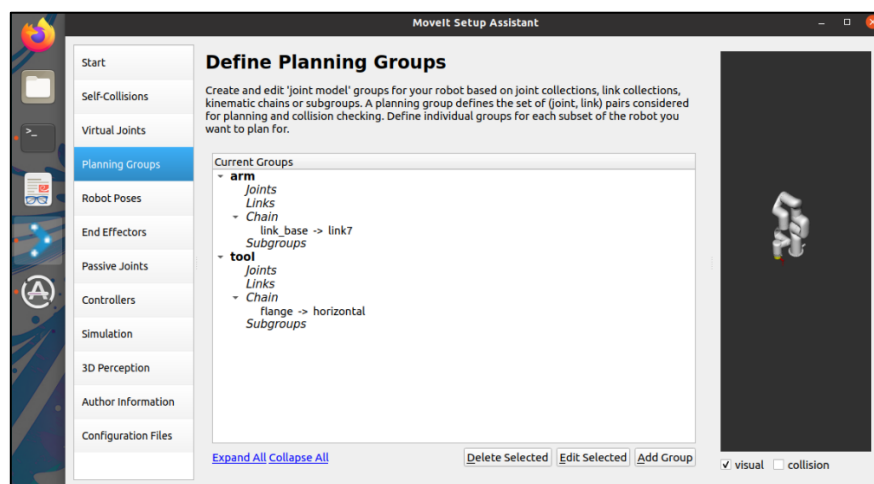 MoveIt Setup Assistant
Start
Self-Collisions
Virtual Joints
Planning Groups
Robot Poses
End Effectors
Passive Joints
Controllers
Simulation
3D Perception
Author Information
Configuration Files
Define Planning Groups
Create and edit 'joint model' groups for your robot based on joint collections, link collections,
kinematic chains or subgroups. A planning group defines the set of (joint, link) pairs considered
for planning and collision checking. Define individual groups for each subset of the robot you
want to plan for.
Current Groups
arm
Joints
Links
Chain
link_base -> link7
Subgroups
tool
Joints
Links
Chain
flange -> horizontal
Subgroups
Expand All Collapse All
Delete Selected
Edit Selected
Add Group
visual
collision